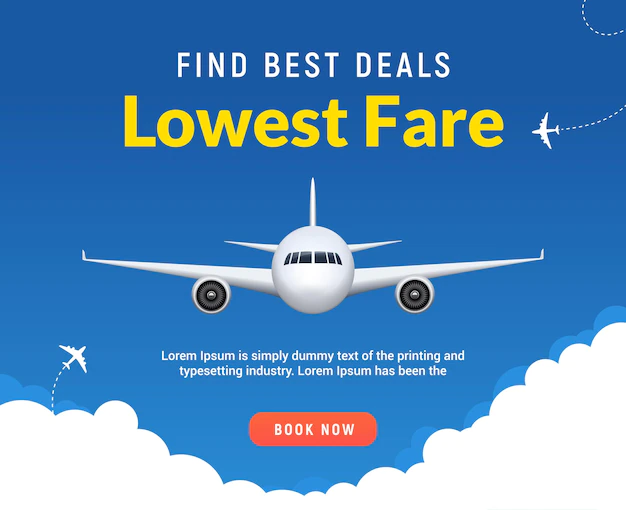 FIND BEST DEALS
Lowest Fare
Lorem Ipsum is simply dummy text of the printing and
typesetting industry. Lorem Ipsum has been the
BOOK NOW